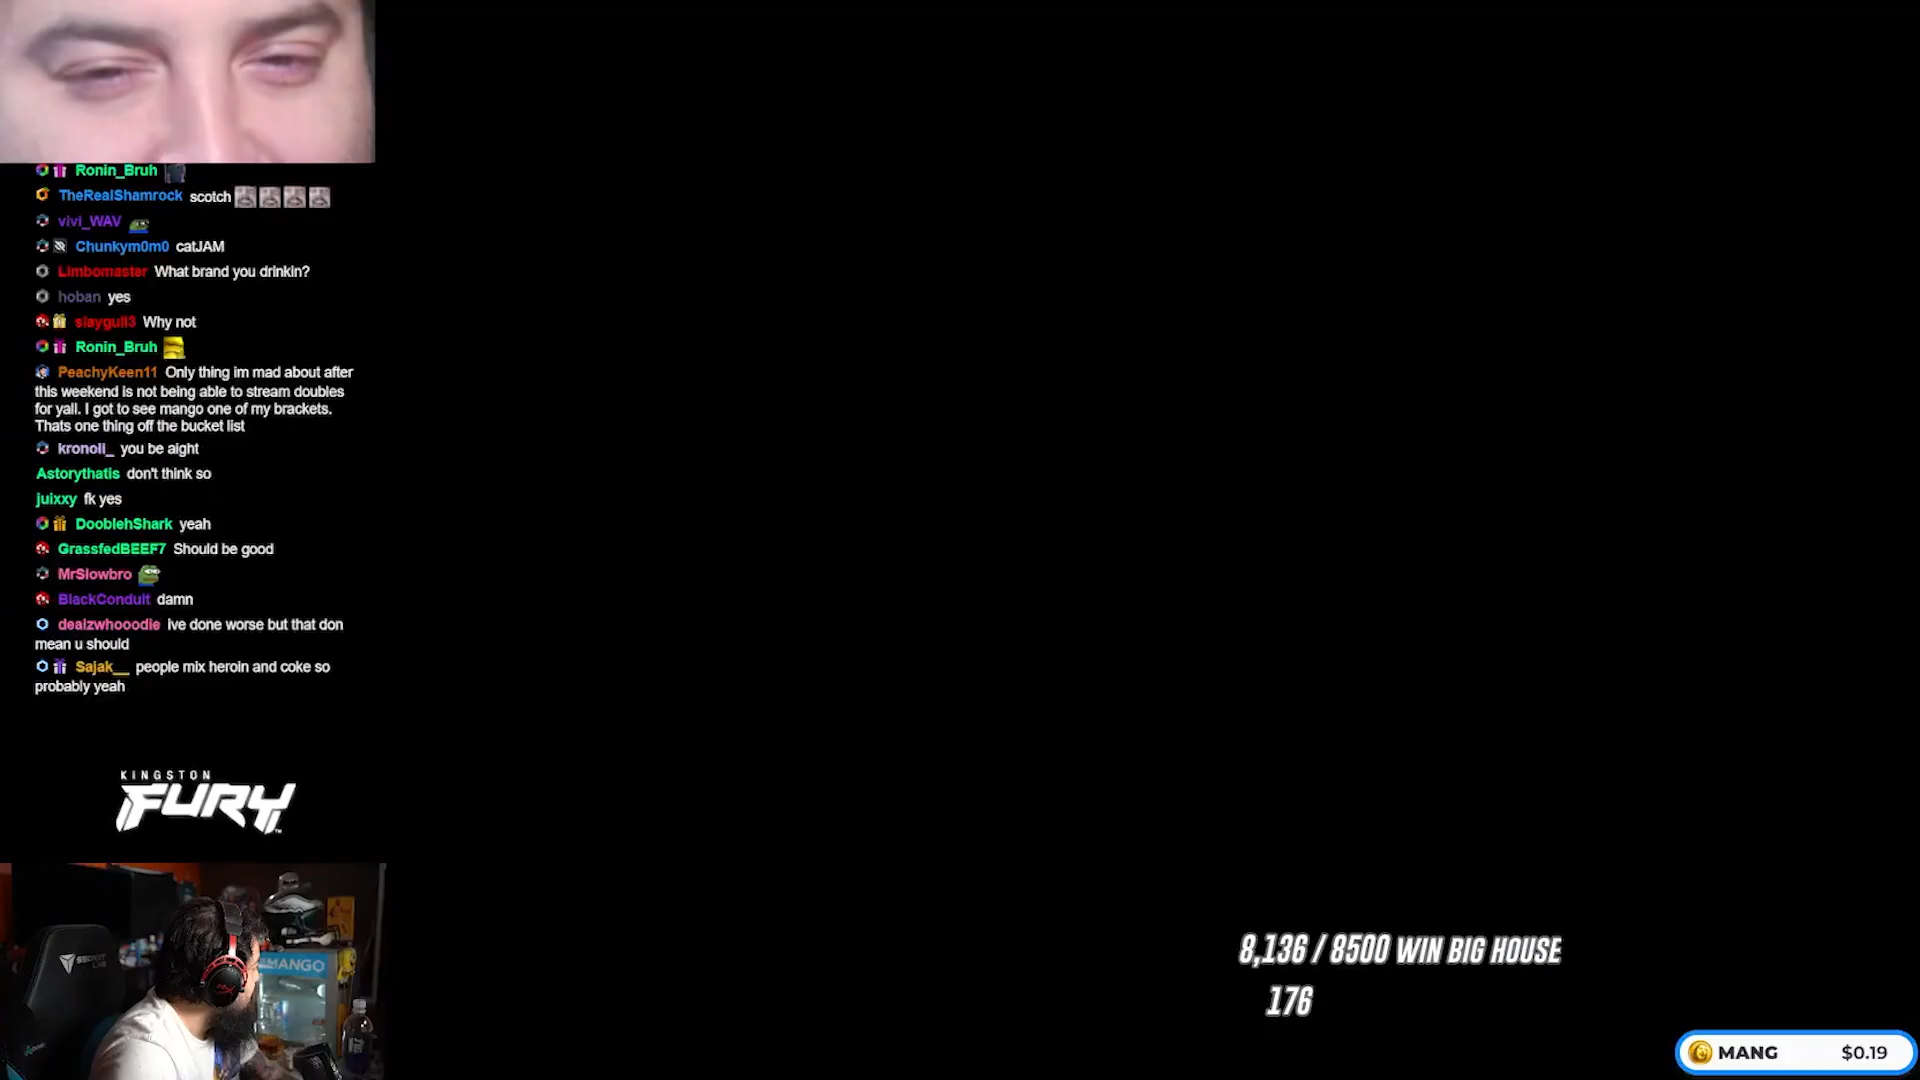 Ronin_Bruh
TheRealShamrock scotch
vivi_WAV
Chunkym0m0 catJAM
Limbomaster What brand you drinkin?
hoban yes
slaygull3 Why not
Ronin_Bruh
PeachyKeen11 Only thing im mad about after
this weekend is not being able to stream doubles
for yall. I got to see mango one of my brackets.
Thats one thing off the bucket list
kronoli_ you be aight
Astorythatis don't think so
juixxy fk yes
DooblehShark yeah
GrassfedBEEF7 Should be good
MrSlowbro
BlackConduit damn
dealzwhooodie Ive done worse but that don
mean u should
Sajak__ people mix heroin and coke so
probably yeah
KINGSTON
FURY
MANGO
8,136 / 8500 WIN BIG HOUSE
176
MANG $0.19